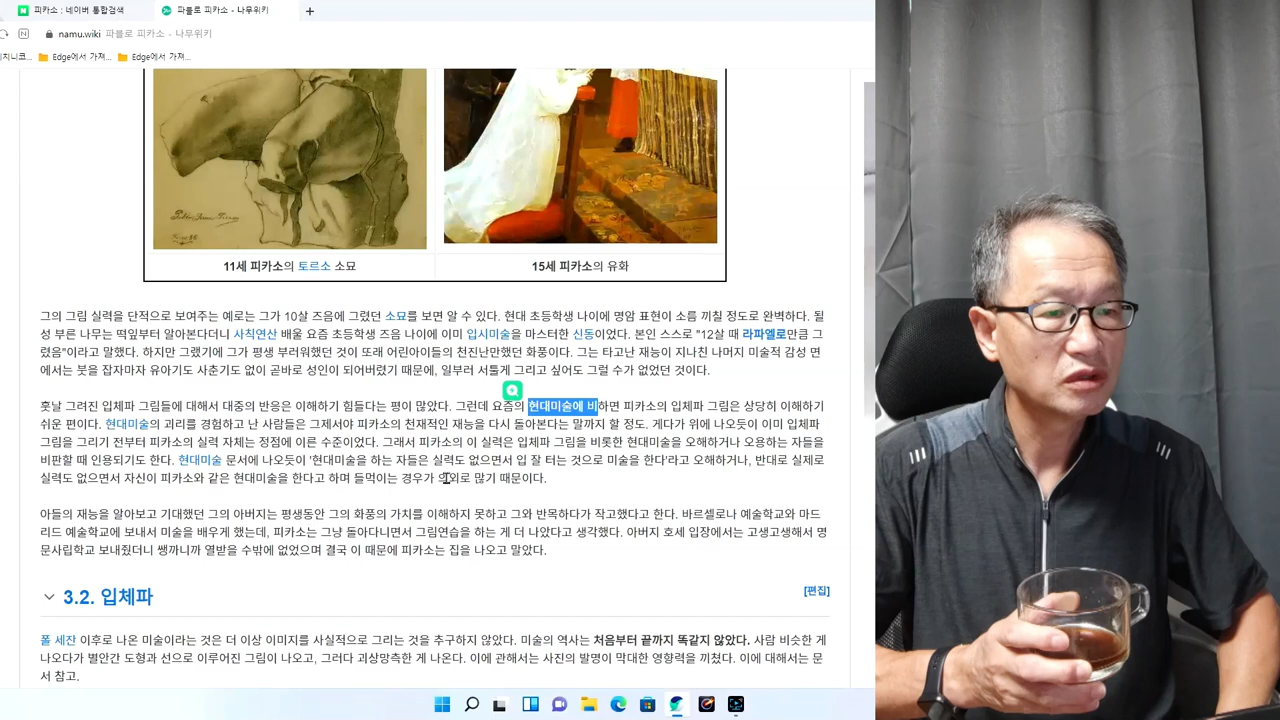 피카소 : 네이버 통합검색
파블로 피카소 - 나무위키
namu.wiki 파블로 피카소 - 나무위키
치니코... Edge에서 가져... Edge에서 가져...
11세 피카소의 토르소 소묘
15세 피카소의 유화
그의 그림 실력을 단적으로 보여주는 예로는 그가 10살 즈음에 그렸던 소묘를 보면 알 수 있다. 현대 초등학생 나이에 명암 표현이 소름 끼칠 정도로 완벽하다. 될
성 부른 나무는 떡잎부터 알아본다더니 사칙연산 배울 요즘 초등학생 즈음 나이에 이미 입시미술을 마스터한 신동이었다. 본인 스스로 "12살 때 라파엘로만큼 그
렸음"이라고 말했다. 하지만 그랬기에 그가 평생 부러워했던 것이 또래 어린아이들의 천진난만했던 화풍이다. 그는 타고난 재능이 지나친 나머지 미술적 감성 면
에서는 붓을 잡자마자 유아기도 사춘기도 없이 곧바로 성인이 되어버렸기 때문에, 일부러 서툴게 그리고 싶어도 그럴 수가 없었던 것이다.
훗날 그려진 입체파 그림들에 대해서 대중의 반응은 이해하기 힘들다는 평이 많았다. 그런데 요즘의 현대미술에 비하면 피카소의 입체파 그림은 상당히 이해하기
쉬운 편이다. 현대미술의 괴리를 경험하고 난 사람들은 그제서야 피카소의 천재적인 재능을 다시 돌아본다는 말까지 할 정도. 게다가 위에 나오듯이 이미 입체파
그림을 그리기 전부터 피카소의 실력 자체는 정점에 이른 수준이었다. 그래서 피카소의 이 실력은 입체파 그림을 비롯한 현대미술을 오해하거나 오용하는 자들을
비판할 때 인용되기도 한다. 현대미술 문서에 나오듯이 '현대미술을 하는 자들은 실력도 없으면서 입 잘 터는 것으로 미술을 한다'라고 오해하거나, 반대로 실제로
실력도 없으면서 자신이 피카소와 같은 현대미술을 한다고 하며 들먹이는 경우가 의외로 많기 때문이다.
아들의 재능을 알아보고 기대했던 그의 아버지는 평생동안 그의 화풍의 가치를 이해하지 못하고 그와 반목하다가 작고했다고 한다. 바르셀로나 예술학교와 마드
리드 예술학교에 보내서 미술을 배우게 했는데, 피카소는 그냥 돌아다니면서 그림연습을 하는 게 더 나았다고 생각했다. 아버지 호세 입장에서는 고생고생해서 명
문사립학교 보내줬더니 쌩까니까 열받을 수밖에 없었으며 결국 이 때문에 피카소는 집을 나오고 말았다.
3.2. 입체파
[편집]
폴 세잔 이후로 나온 미술이라는 것은 더 이상 이미지를 사실적으로 그리는 것을 추구하지 않았다. 미술의 역사는 처음부터 끝까지 똑같지 않았다. 사람 비슷한 게
나오다가 별안간 도형과 선으로 이루어진 그림이 나오고, 그러다 괴상망측한 게 나온다. 이에 관해서는 사진의 발명이 막대한 영향력을 끼쳤다. 이에 대해서는 문
서 참고.